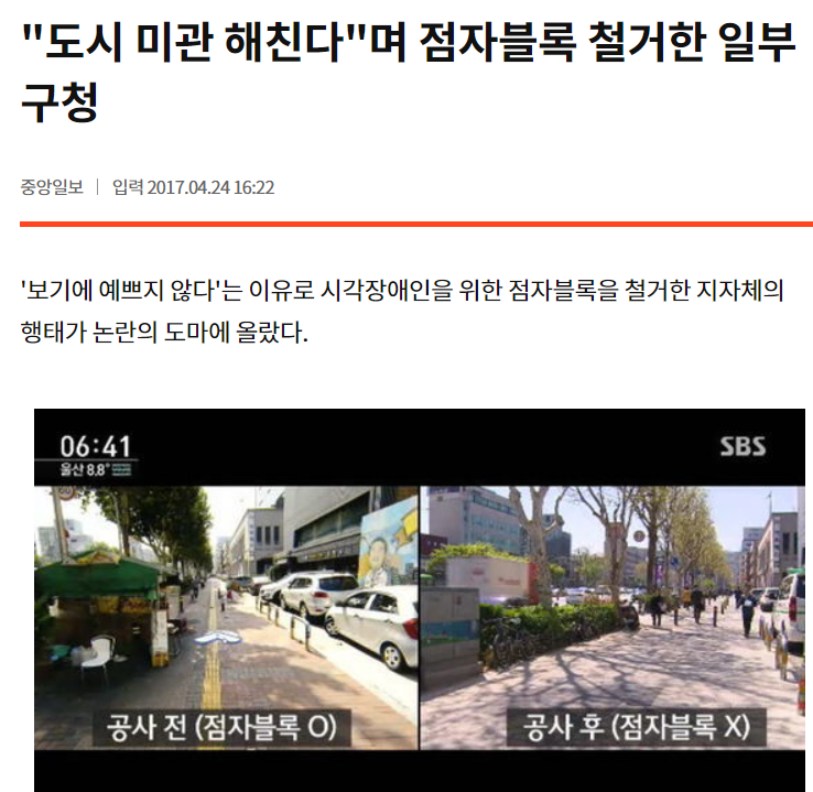 "도시 미관 해친다"며 점자블록 철거한 일부
구청
중앙일보 | 입력 2017.04.24 16:22
'보기에 예쁘지 않다'는 이유로 시각장애인을 위한 점자블록을 철거한 지자체의
행태가 논란의 도마에 올랐다.
06:41
울산 8.8°
SBS
공사 전 (점자블록 O)
공사 후 (점자블록 X)